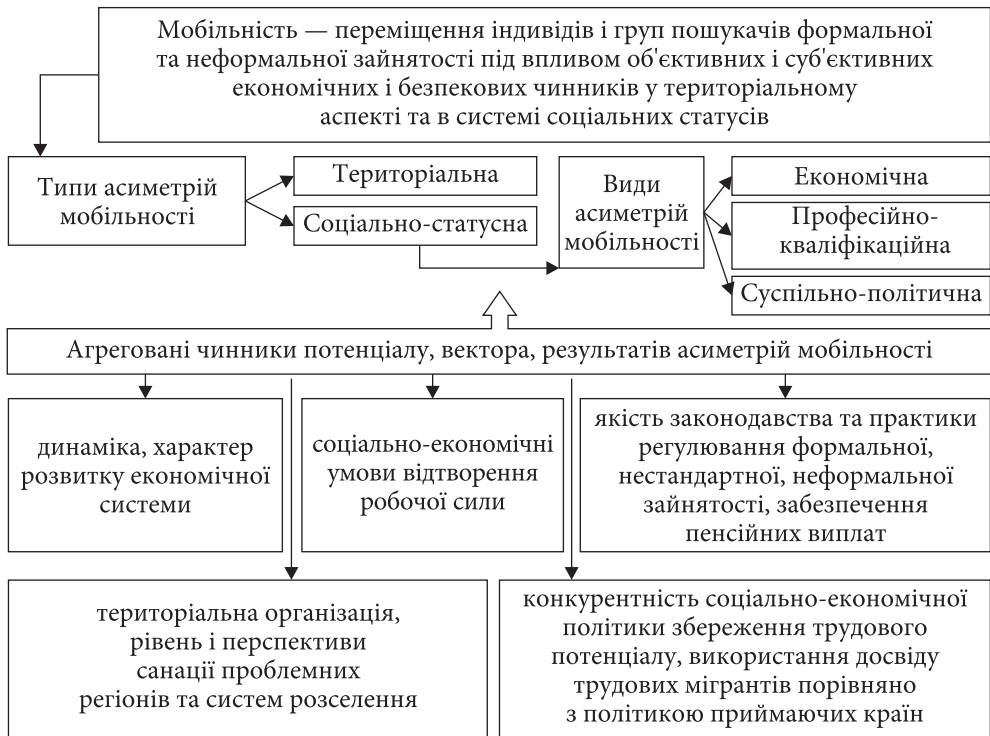 Мобільність — переміщення індивідів і груп пошукачів формальної
та неформальної зайнятості під впливом об'єктивних і суб'єктивних
економічних і безпекових чинників у територіальному
аспекті та в системі соціальних статусів
Типи асиметрій
мобільності
Територіальна
Соціально-статусна
Види
асиметрій
мобільності
Економічна
Професійно-
кваліфікаційна
Суспільно-політична
Агреговані чинники потенціалу, вектора, результатів асиметрій мобільності
динаміка, характер
розвитку економічної
системи
соціально-економічні
умови відтворення
робочої сили
якість законодавства та практики
регулювання формальної,
нестандартної, неформальної
зайнятості, забезпечення
пенсійних виплат
територіальна організація,
рівень і перспективи
санації проблемних
регіонів та систем розселення
конкурентність соціально-економічної
політики збереження трудового
потенціалу, використання досвіду
трудових мігрантів порівняно
з політикою приймаючих країн